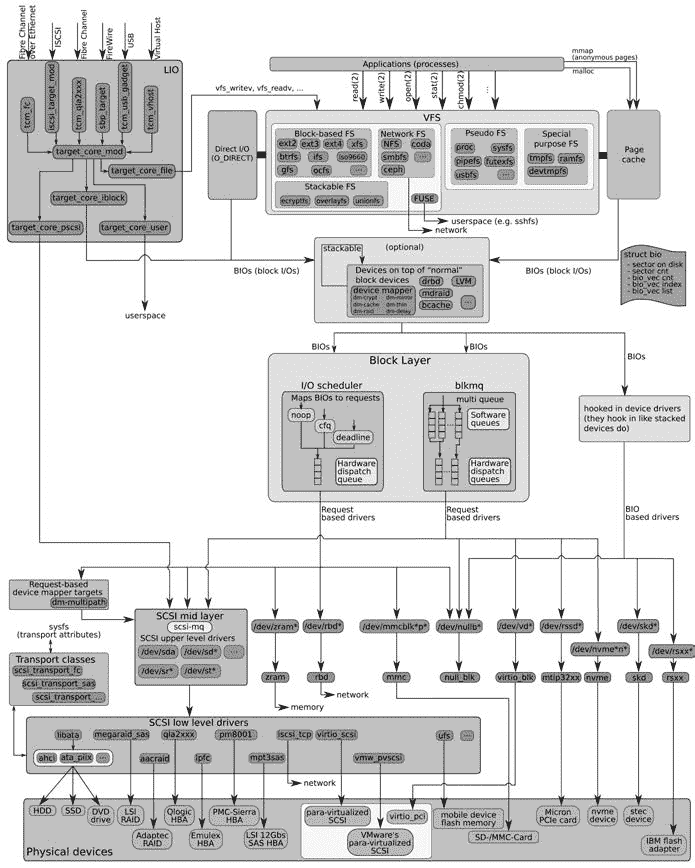 Fibre Channel
over Ethernet
ISCSI
Fibre Channel
FireWire
USB
Virtual Host
LIO
tcm_fc
iscsi_target_mod
tcm_qla2xxx
sbp_target
tcm_usb_gadget
tcm_vhost
target_core_mod
target_core_file
target_core_iblock
target_core_pscsi
target_core_user
userspace
vfs_writev, vfs_readv, ...
Applications (processes)
mmap
(anonymous pages)
malloc
read(2)
write(2)
open(2)
stat(2)
chmod(2)
...
VFS
Direct I/O
(O_DIRECT)
Block-based FS
ext2 ext3 ext4 xfs
btrfs ifs iso9660
gfs ocfs ...
Network FS
NFS coda
smbfs ...
ceph
Pseudo FS
proc sysfs
pipefs futexfs
usbfs ...
Special
purpose FS
tmpfs ramfs
devtmpfs
Page
cache
Stackable FS
ecryptfs overlayfs unionfs
FUSE
userspace (e.g. sshfs)
network
BIOs (block I/Os)
BIOs (block I/Os)
stackable
(optional)
Devices on top of "normal"
block devices
drbd LVM
device mapper
dm-crypt dm-mirror
dm-cache dm-thin
dm-raid dm-delay
mdraid
bcache
...
struct bio
- sector on disk
- sector cnt
- bio_vec cnt
- bio_vec index
- bio_vec list
BIOs
BIOs
BIOs
Block Layer
I/O scheduler
Maps BIOs to requests
noop
cfq
deadline
Hardware
dispatch
queue
blkmq
multi queue
Software
queues
...
Hardware
dispatch
queues
...
hooked in device drivers
(they hook in like stacked
devices do)
Request
based drivers
Request
based drivers
BIO
based drivers
Request-based
device mapper targets
dm-multipath
sysfs
(transport attributes)
Transport classes
scsi_transport_fc
scsi_transport_sas
scsi_transport_...
SCSI mid layer
scsi-mq
SCSI upper level drivers
/dev/sda /dev/sd* ...
/dev/sr* /dev/st*
/dev/zram*
/dev/rbd*
/dev/mmcblk*p*
/dev/nullb*
/dev/vd*
/dev/rssd*
/dev/skd*
/dev/nvme*n*
/dev/rsxx*
zram
rbd
mmc
null_blk
virtio_blk
mtip32xx
nvme
skd
rsxx
network
memory
SCSI low level drivers
libata
megaraid_sas
qla2xxx
pm8001
iscsi_tcp
virtio_scsi
ufs
...
ahci ata_piix ...
aacraid
lpfc
mpt3sas
vmw_pvscsi
network
HDD
SSD
DVD
drive
LSI
RAID
Adaptec
RAID
Qlogic
HBA
Emulex
HBA
PMC-Sierra
HBA
LSI 12Gbs
SAS HBA
para-virtualized
SCSI
virtio_pci
VMware's
para-virtualized
SCSI
mobile device
flash memory
SD-/MMC-Card
Micron
PCIe card
nvme
device
stec
device
IBM flash
adapter
Physical devices